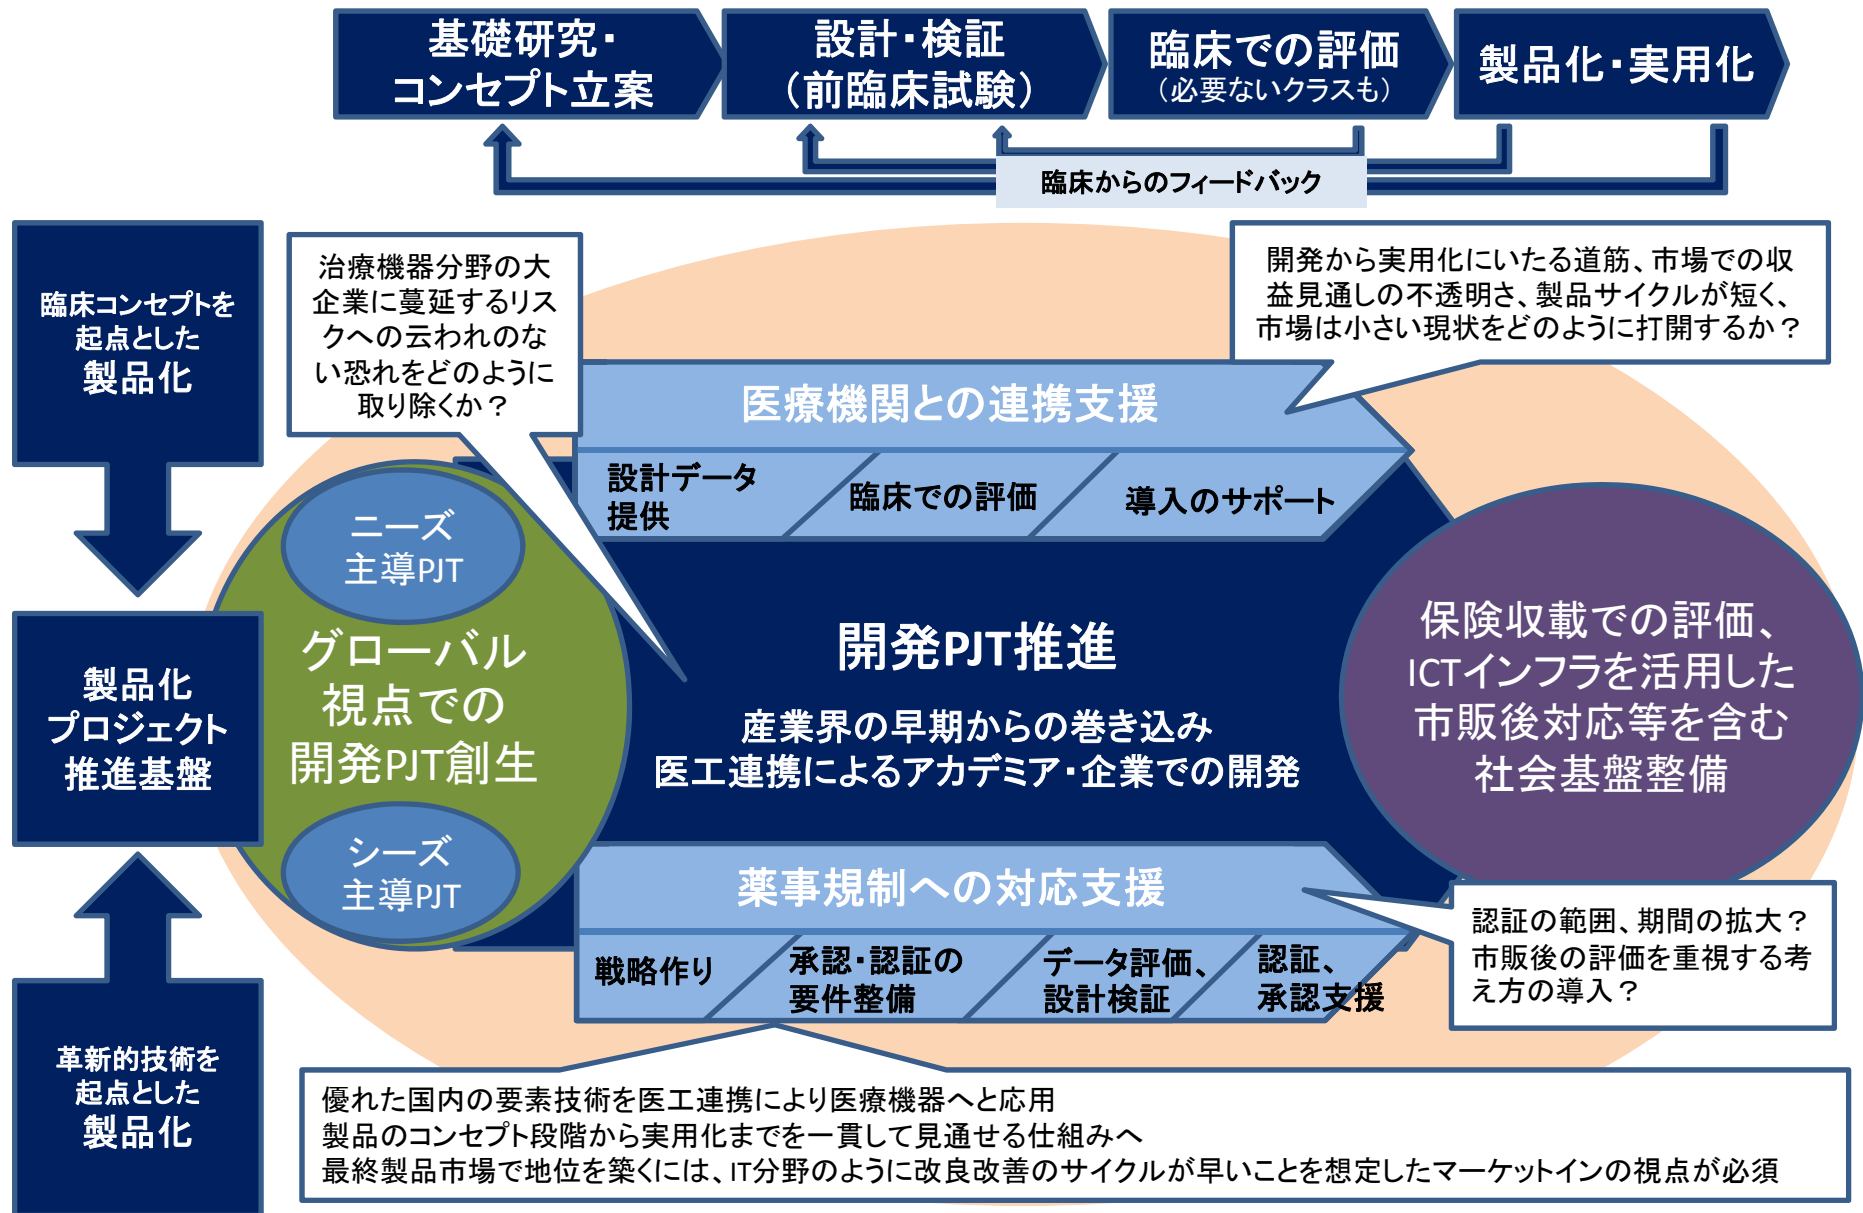 基礎研究・
コンセプト立案
設計・検証
（前臨床試験）
臨床での評価
（必要ないクラスも）
製品化・実用化
臨床からのフィードバック
臨床コンセプトを
起点とした
製品化
治療機器分野の大
企業に蔓延するリス
クへの云われのな
い恐れをどのように
取り除くか？
開発から実用化にいたる道筋、市場での収
益見通しの不透明さ、製品サイクルが短く、
市場は小さい現状をどのように打開するか？
医療機関との連携支援
設計データ
提供
臨床での評価
導入のサポート
ニーズ
主導PJT
グローバル
視点での
開発PJT創生
シーズ
主導PJT
製品化
プロジェクト
推進基盤
開発PJT推進
産業界の早期からの巻き込み
医工連携によるアカデミア・企業での開発
保険収載での評価、
ICTインフラを活用した
市販後対応等を含む
社会基盤整備
薬事規制への対応支援
戦略作り
承認・認証の
要件整備
データ評価、
設計検証
認証、
承認支援
認証の範囲、期間の拡大？
市販後の評価を重視する考
え方の導入？
革新的技術を
起点とした
製品化
優れた国内の要素技術を医工連携により医療機器へと応用
製品のコンセプト段階から実用化までを一貫して見通せる仕組みへ
最終製品市場で地位を築くには、IT分野のように改良改善のサイクルが早いことを想定したマーケットインの視点が必須